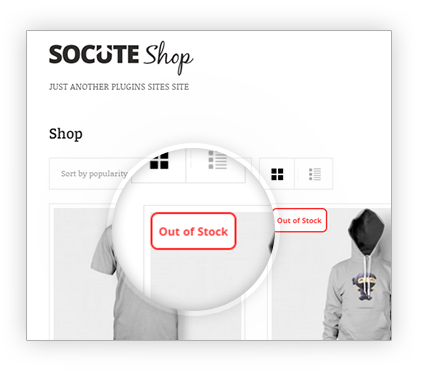 SOCUTE Shop
JUST ANOTHER PLUGINS SITES SITE
Shop
Sort by popularity
Out of Stock
Out of Stock